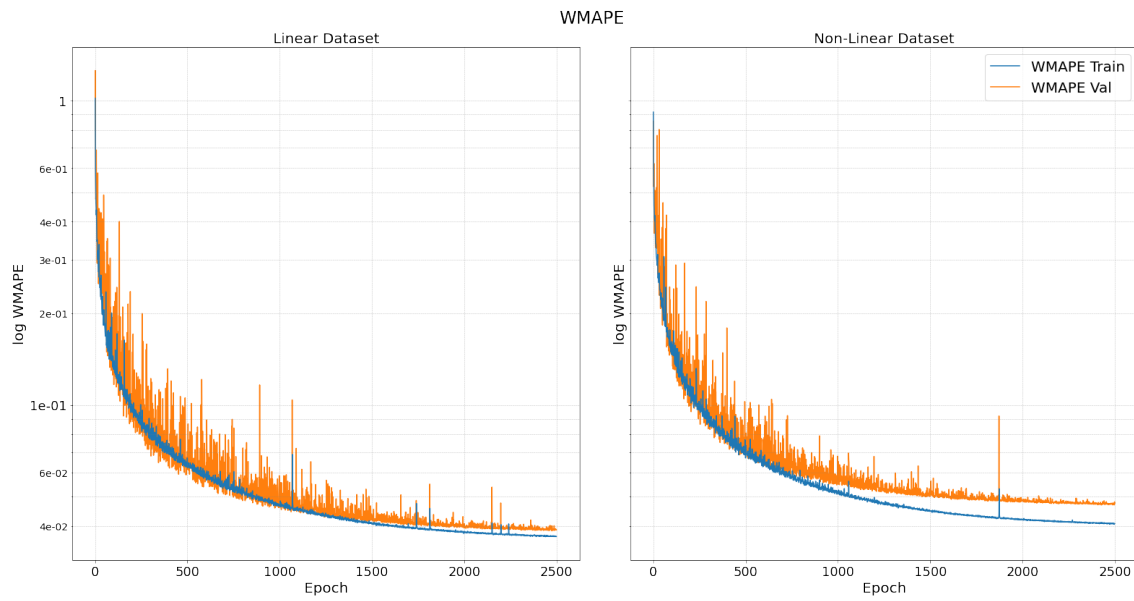 WMAPE
Linear Dataset
log WMAPE
1
6e-01
4e-01
3e-01
2e-01
1e-01
6e-02
4e-02
0 500 1000 1500 2000 2500
Epoch
Non-Linear Dataset
WMAPE Train
WMAPE Val
log WMAPE
0 500 1000 1500 2000 2500
Epoch